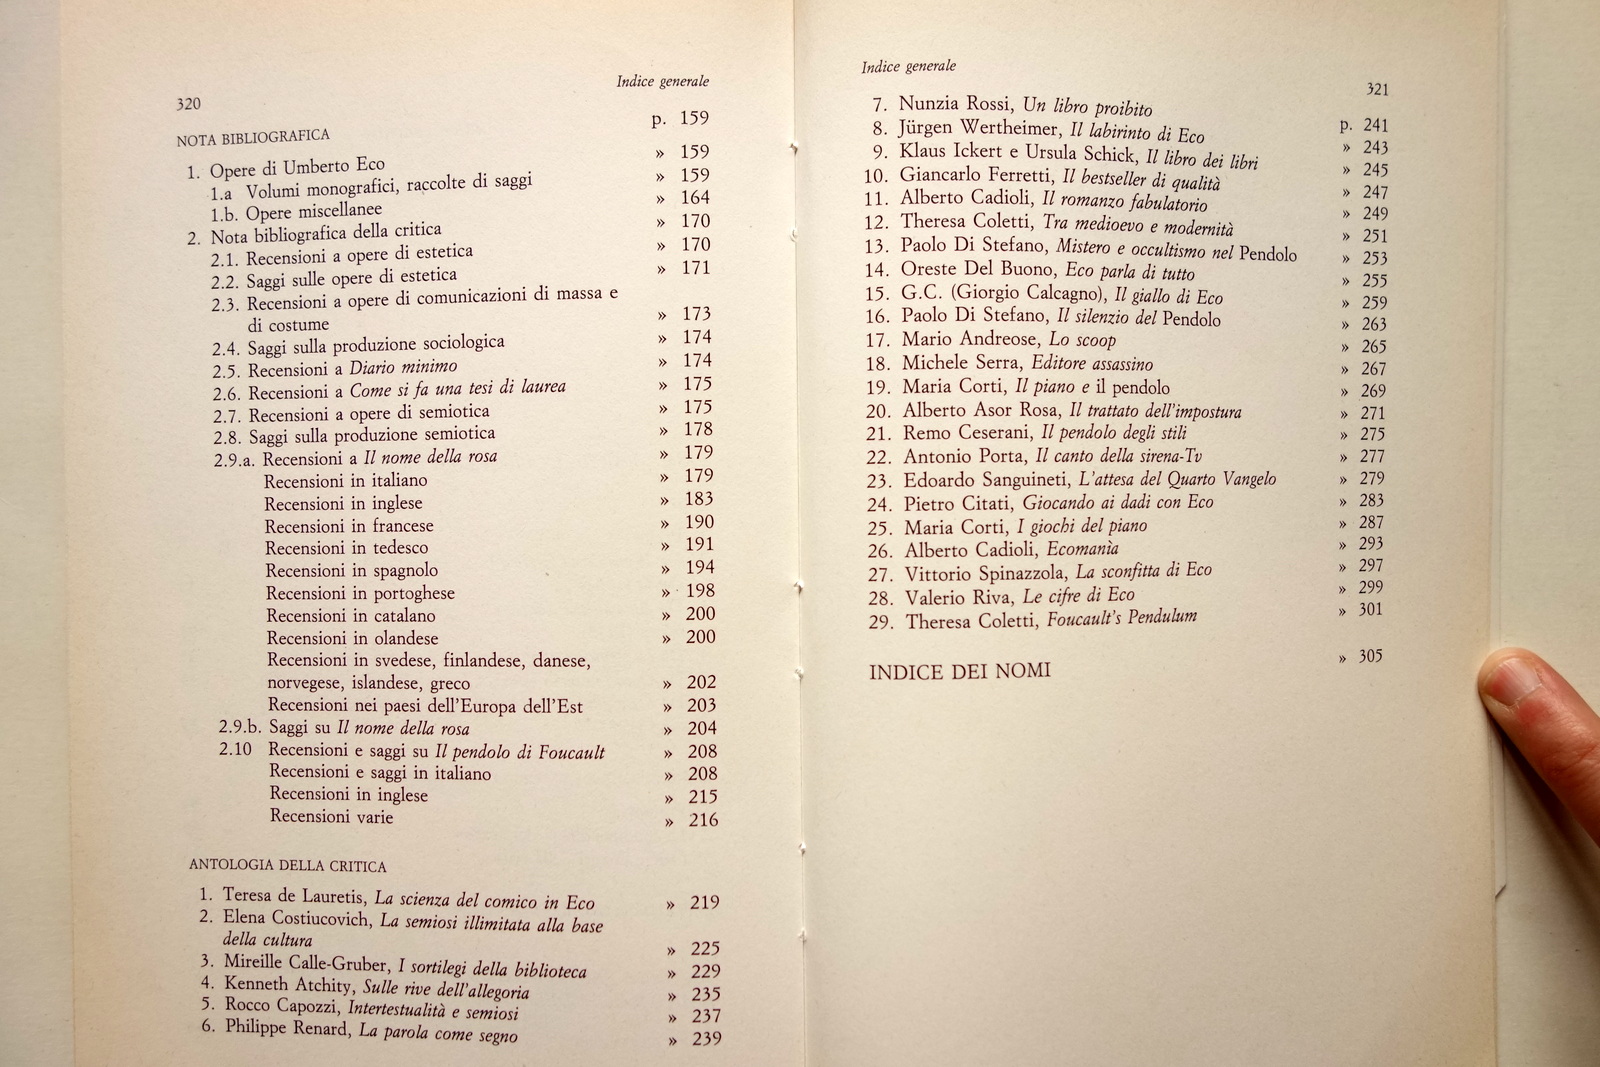 320
Indice generale
NOTA BIBLIOGRAFICA p. 159
1. Opere di Umberto Eco » 159
1.a Volumi monografici, raccolte di saggi » 159
1.b. Opere miscellanee » 164
2. Nota bibliografica della critica » 170
2.1. Recensioni a opere di estetica » 170
2.2. Saggi sulle opere di estetica » 171
2.3. Recensioni a opere di comunicazioni di massa e
di costume » 173
2.4. Saggi sulla produzione sociologica » 174
2.5. Recensioni a Diario minimo » 174
2.6. Recensioni a Come si fa una tesi di laurea » 175
2.7. Recensioni a opere di semiotica » 175
2.8. Saggi sulla produzione semiotica » 178
2.9.a. Recensioni a Il nome della rosa » 179
Recensioni in italiano » 179
Recensioni in inglese » 183
Recensioni in francese » 190
Recensioni in tedesco » 191
Recensioni in spagnolo » 194
Recensioni in portoghese » 198
Recensioni in catalano » 200
Recensioni in olandese » 200
Recensioni in svedese, finlandese, danese,
norvegese, islandese, greco » 202
Recensioni nei paesi dell'Europa dell'Est » 203
2.9.b. Saggi su Il nome della rosa » 204
2.10 Recensioni e saggi su Il pendolo di Foucault » 208
Recensioni e saggi in italiano » 208
Recensioni in inglese » 215
Recensioni varie » 216
ANTOLOGIA DELLA CRITICA
1. Teresa de Lauretis, La scienza del comico in Eco » 219
2. Elena Costiucovich, La semiosi illimitata alla base
della cultura » 225
3. Mireille Calle-Gruber, I sortilegi della biblioteca » 229
4. Kenneth Atchity, Sulle rive dell'allegoria » 235
5. Rocco Capozzi, Intertestualità e semiosi » 237
6. Philippe Renard, La parola come segno » 239
Indice generale
321
7. Nunzia Rossi, Un libro proibito p. 241
8. Jürgen Wertheimer, Il labirinto di Eco » 243
9. Klaus Ickert e Ursula Schick, Il libro dei libri » 245
10. Giancarlo Ferretti, Il bestseller di qualità » 247
11. Alberto Cadioli, Il romanzo fabulatorio » 249
12. Theresa Coletti, Tra medioevo e modernità » 251
13. Paolo Di Stefano, Mistero e occultismo nel Pendolo » 253
14. Oreste Del Buono, Eco parla di tutto » 255
15. G.C. (Giorgio Calcagno), Il giallo di Eco » 259
16. Paolo Di Stefano, Il silenzio del Pendolo » 263
17. Mario Andreose, Lo scoop » 265
18. Michele Serra, Editore assassino » 267
19. Maria Corti, Il piano e il pendolo » 269
20. Alberto Asor Rosa, Il trattato dell'impostura » 271
21. Remo Ceserani, Il pendolo degli stili » 275
22. Antonio Porta, Il canto della sirena-Tv » 277
23. Edoardo Sanguineti, L'attesa del Quarto Vangelo » 279
24. Pietro Citati, Giocando ai dadi con Eco » 283
25. Maria Corti, I giochi del piano » 287
26. Alberto Cadioli, Ecomanìa » 293
27. Vittorio Spinazzola, La sconfitta di Eco » 297
28. Valerio Riva, Le cifre di Eco » 299
29. Theresa Coletti, Foucault's Pendulum » 301
INDICE DEI NOMI » 305